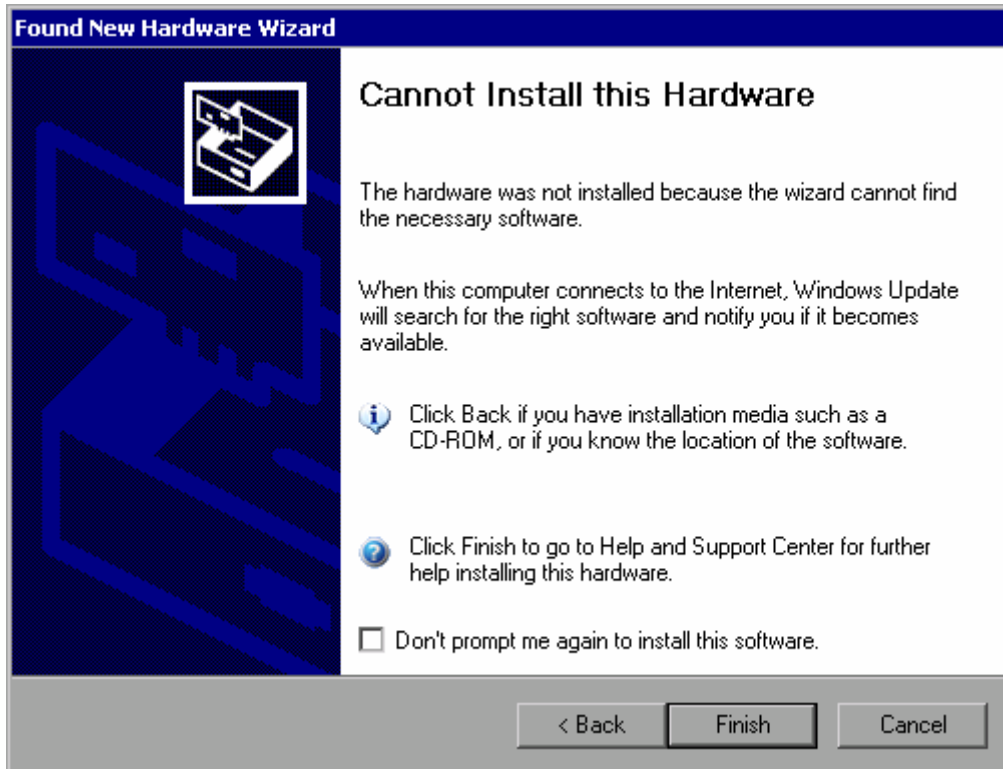 Found New Hardware Wizard
Cannot Install this Hardware
The hardware was not installed because the wizard cannot find
the necessary software.
When this computer connects to the Internet, Windows Update
will search for the right software and notify you if it becomes
available.
Click Back if you have installation media such as a
CD-ROM, or if you know the location of the software.
Click Finish to go to Help and Support Center for further
help installing this hardware.
Don't prompt me again to install this software.
< Back Finish Cancel